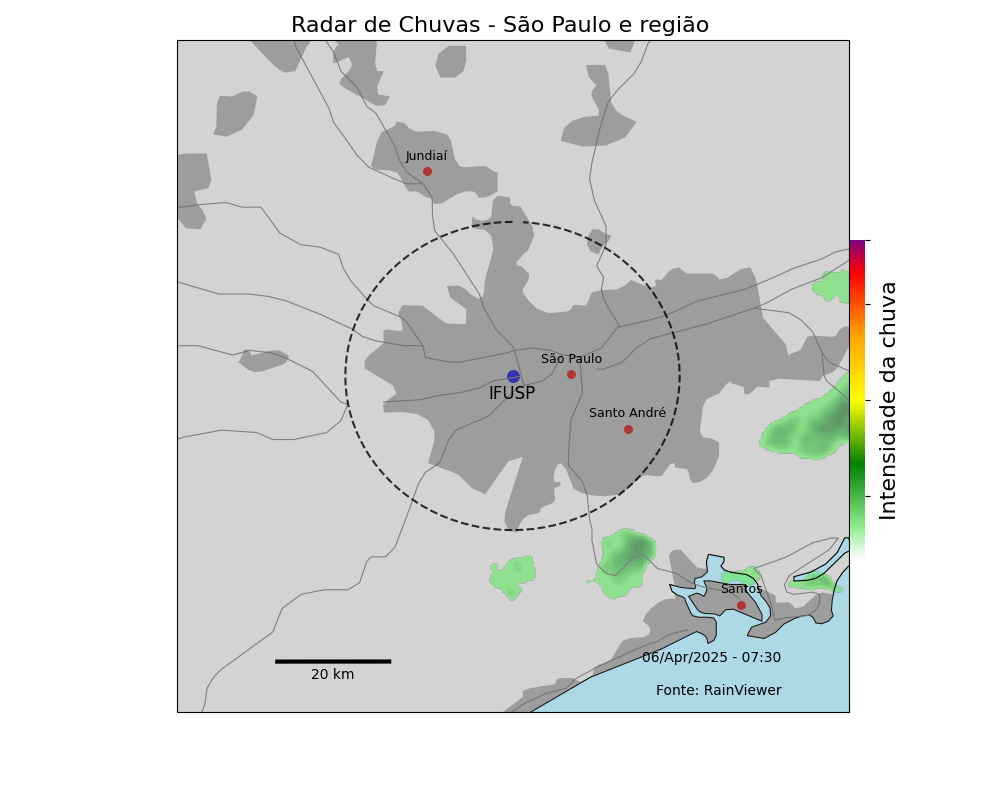 Radar de Chuvas - São Paulo e região
Jundiaí
São Paulo
IFUSP
Santo André
Intensidade da chuva
Santos
06/Apr/2025 - 07:30
20 km
Fonte: RainViewer